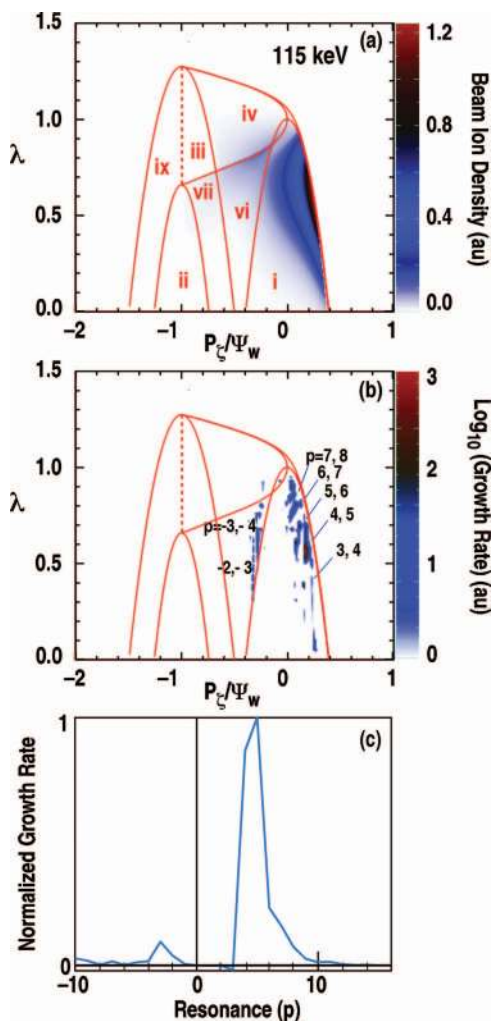 1.5
115 keV
(a)
1.2
iv
1.0
λ
ix
iii
0.8
vii
0.5
vi
0.4
ii
i
0.0
0.0
−2
−1
0
1
Pζ/Ψw
Beam Ion Density (au)
1.5
(b)
3
p=7, 8
1.0
6, 7
2
λ
5, 6
p=-3,- 4
4, 5
0.5
-2,- 3
3, 4
1
0.0
0
−2
−1
0
1
Pζ/Ψw
Log10 (Growth Rate) (au)
1
(c)
Normalized Growth Rate
0
−10
0
10
Resonance (p)